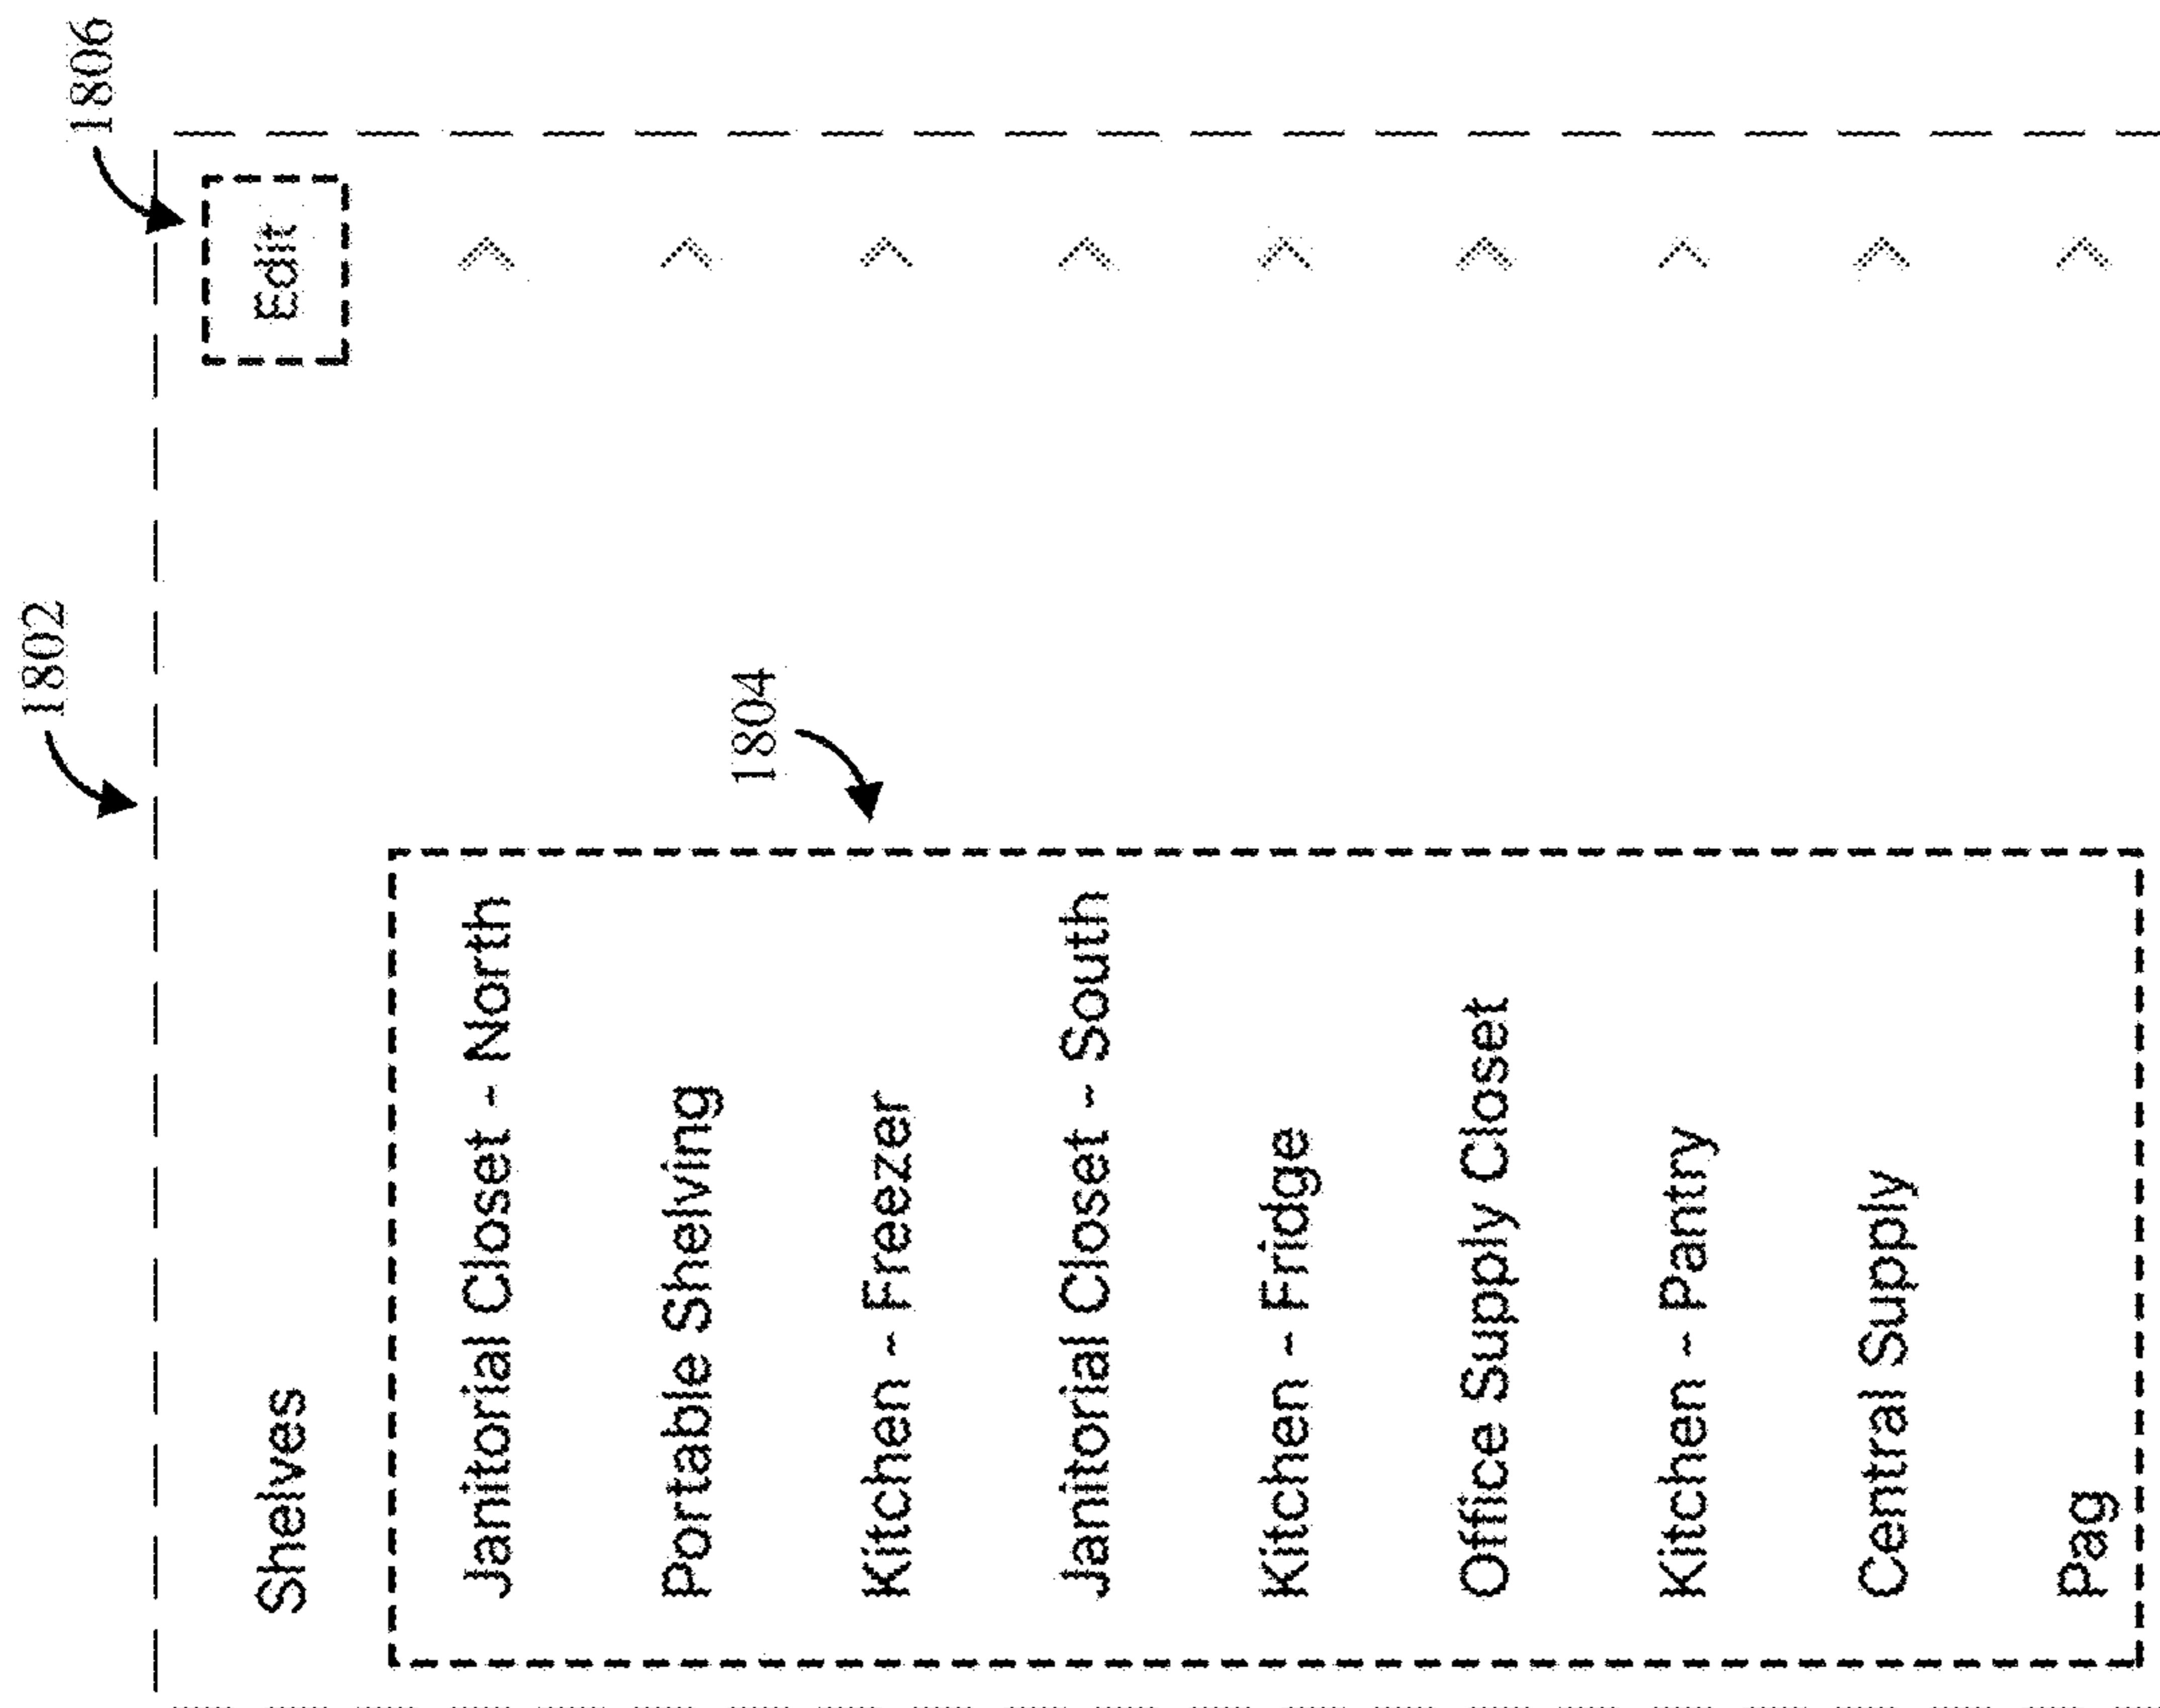 1802
1806
Shelves
Edit
1804
Janitorial Closet - North
Portable Shelving
Kitchen - Freezer
Janitorial Closet - South
Kitchen - Fridge
Office Supply Closet
Kitchen - Pantry
Central Supply
Pag